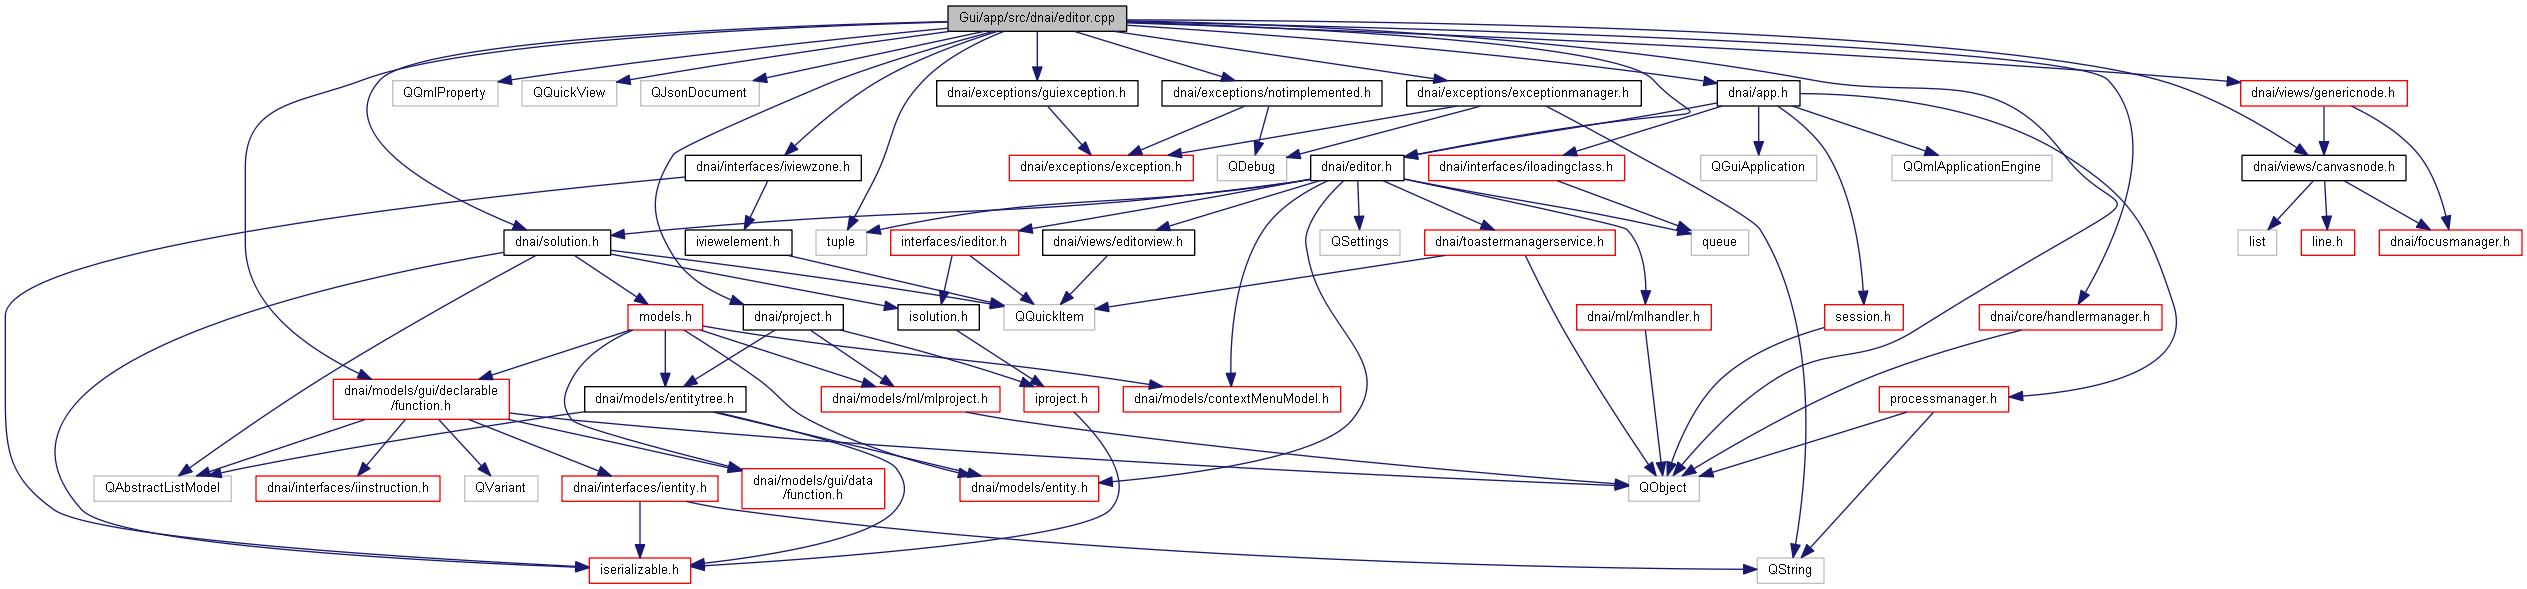 Gui/app/src/dnai/editor.cpp
QQmlProperty
QQuickView
QJsonDocument
dnai/exceptions/guiexception.h
dnai/exceptions/notimplemented.h
dnai/exceptions/exceptionmanager.h
dnai/app.h
dnai/views/genericnode.h
dnai/interfaces/iviewzone.h
dnai/exceptions/exception.h
QDebug
dnai/editor.h
dnai/interfaces/iloadingclass.h
QGuiApplication
QQmlApplicationEngine
dnai/views/canvasnode.h
dnai/solution.h
iviewelement.h
tuple
interfaces/ieditor.h
dnai/views/editorview.h
QSettings
dnai/toastermanagerservice.h
queue
list
line.h
dnai/focusmanager.h
models.h
dnai/project.h
isolution.h
QQuickItem
dnai/ml/mlhandler.h
session.h
dnai/core/handlermanager.h
dnai/models/gui/declarable
/function.h
dnai/models/entitytree.h
dnai/models/ml/mlproject.h
iproject.h
dnai/models/contextMenuModel.h
processmanager.h
QAbstractListModel
dnai/interfaces/iinstruction.h
QVariant
dnai/interfaces/ientity.h
dnai/models/gui/data
/function.h
dnai/models/entity.h
QObject
iserializable.h
QString